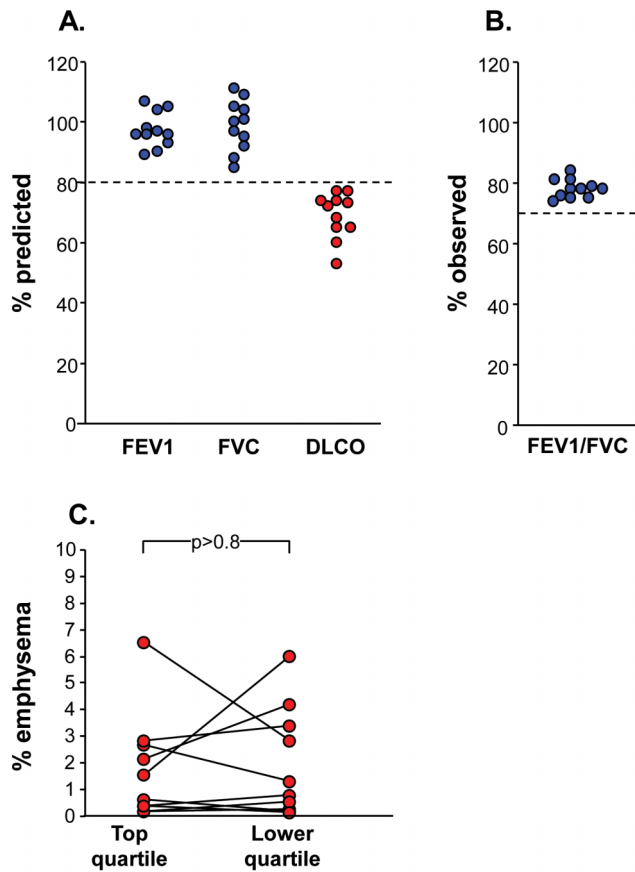 A.
120
100
80
60
40
20
0
% predicted
FEV1
FVC
DLCO
B.
120
100
80
60
40
20
0
% observed
FEV1/FVC
C.
p>0.8
10
9
8
7
6
5
4
3
2
1
0
% emphysema
Top
quartile
Lower
quartile